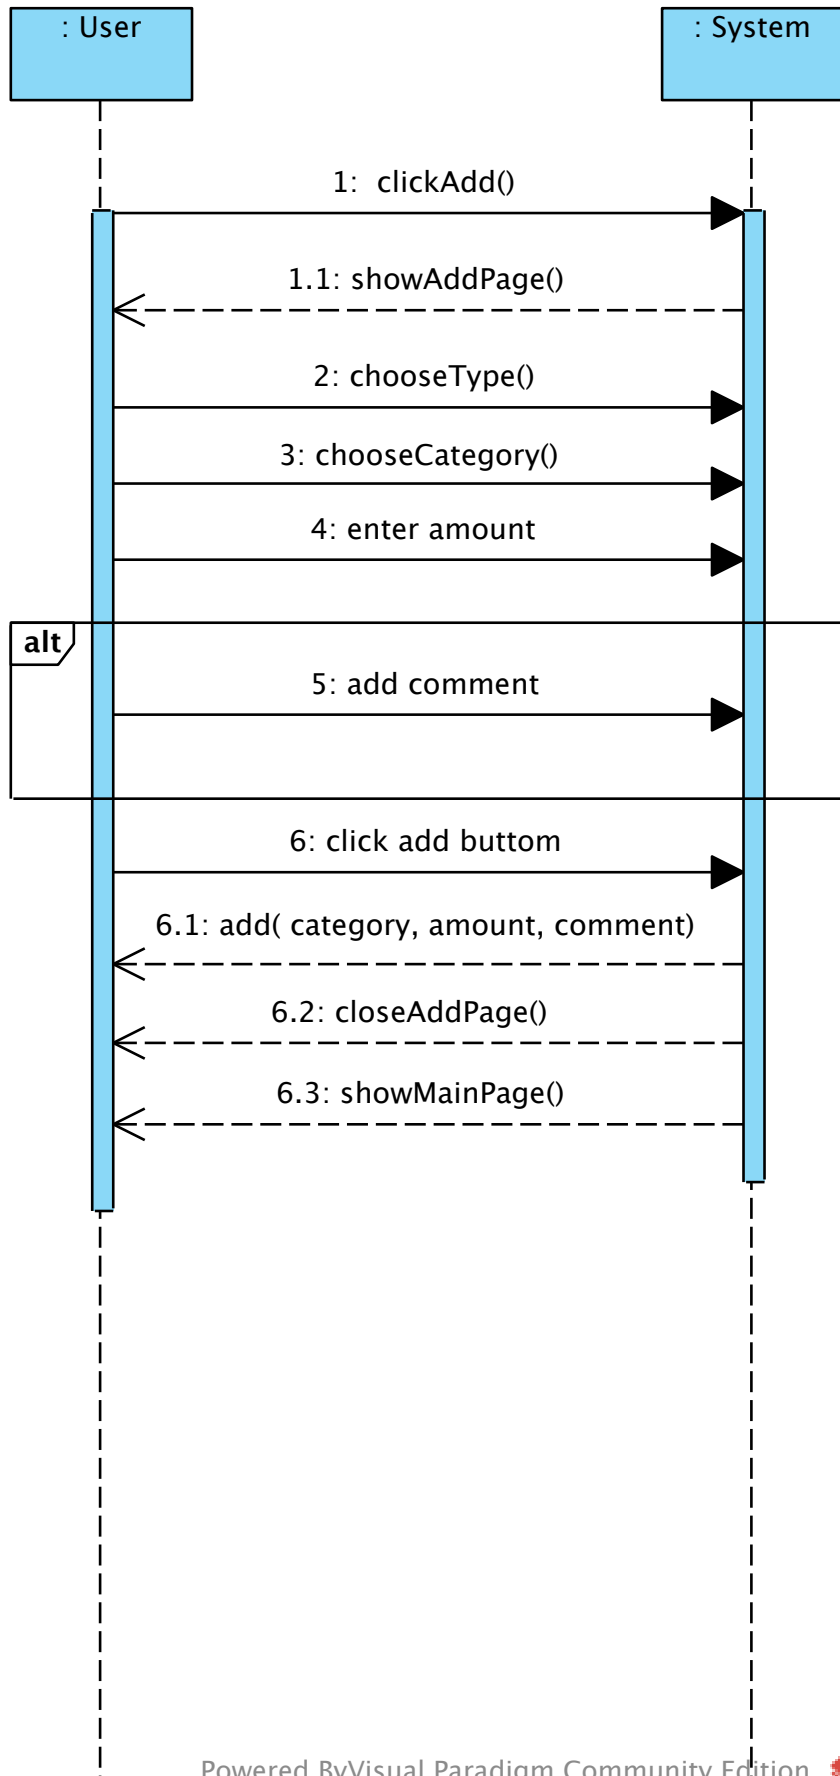 : User
: System
1:  clickAdd()
1.1: showAddPage()
2: chooseType()
3: chooseCategory()
4: enter amount
alt
5: add comment
6: click add buttom
6.1: add( category, amount, comment)
6.2: closeAddPage()
6.3: showMainPage()
Powered ByVisual Paradigm Community Edition